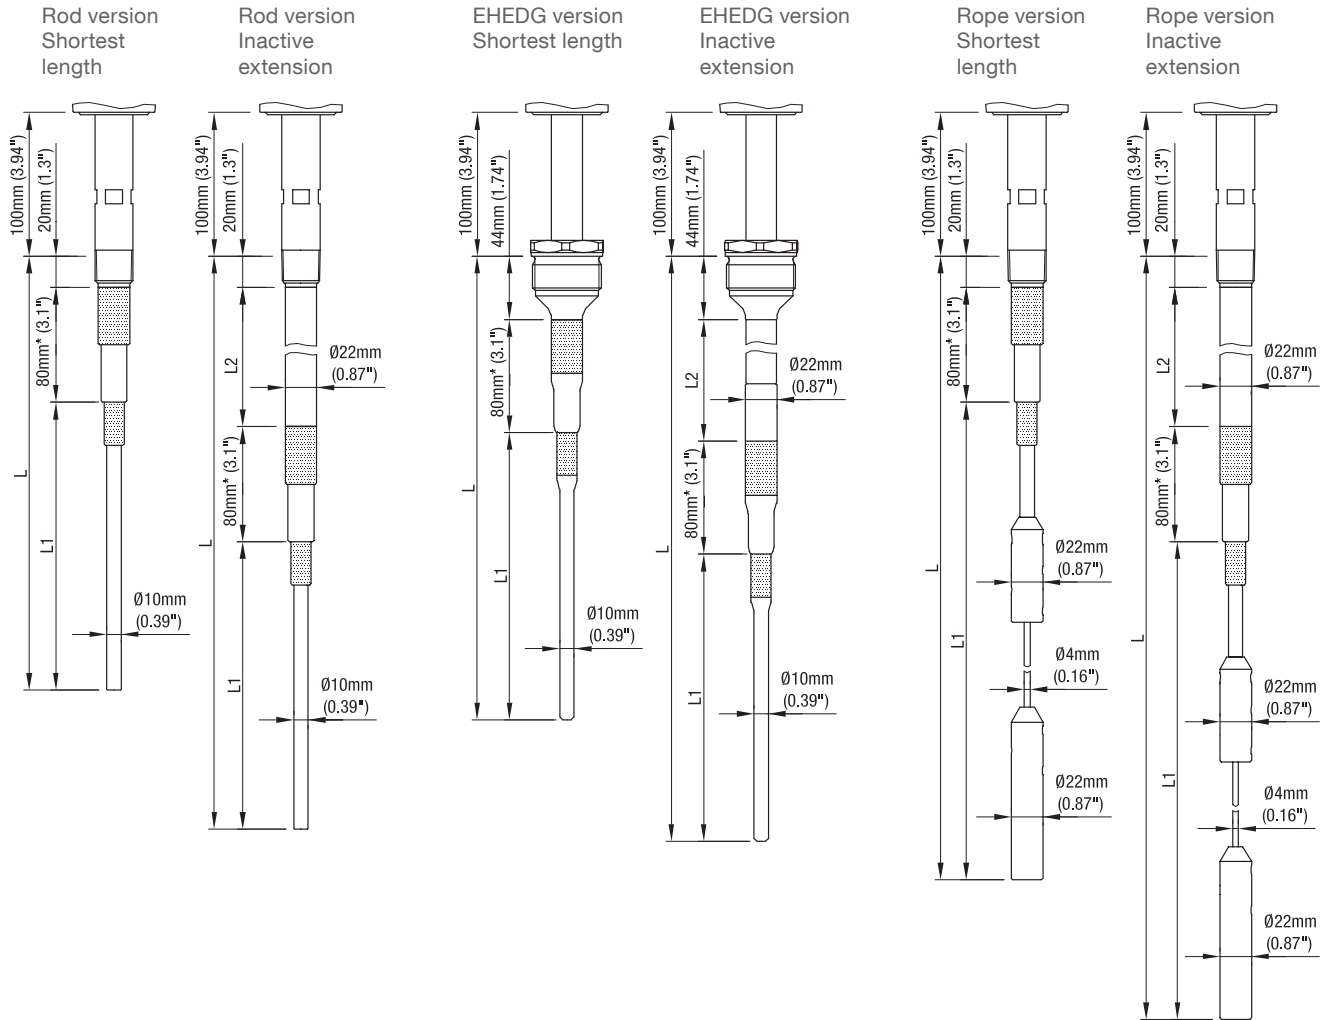 Rod version
Shortest
length
Rod version
Inactive
extension
EHEDG version
Shortest length
EHEDG version
Inactive
extension
Rope version
Shortest
length
Rope version
Inactive
extension
100mm (3.94")
20mm (1.3")
80mm* (3.1")
L
L1
Ø10mm
(0.39")
100mm (3.94")
20mm (1.3")
L2
Ø22mm
(0.87")
80mm* (3.1")
L
L1
Ø10mm
(0.39")
100mm (3.94")
44mm (1.74")
80mm* (3.1")
L
L1
Ø10mm
(0.39")
100mm (3.94")
44mm (1.74")
L2
Ø22mm
(0.87")
80mm* (3.1")
L
L1
Ø10mm
(0.39")
100mm (3.94")
20mm (1.3")
80mm* (3.1")
L
L1
Ø22mm
(0.87")
Ø4mm
(0.16")
Ø22mm
(0.87")
100mm (3.94")
20mm (1.3")
L2
Ø22mm
(0.87")
80mm* (3.1")
L
L1
Ø22mm
(0.87")
Ø4mm
(0.16")
Ø22mm
(0.87")